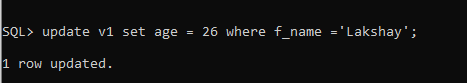 SQL> update v1 set age = 26 where f_name ='Lakshay';
1 row updated.